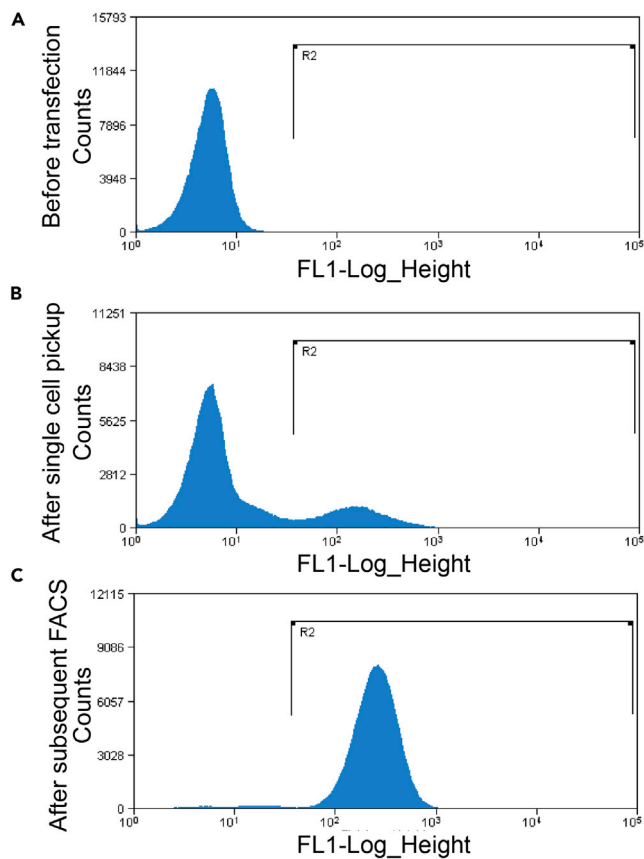 A
Before transfection
Counts
15793
11844
7896
3948
0
R2
10⁰ 10¹ 10² 10³ 10⁴ 10⁵
FL1-Log_Height
B
After single cell pickup
Counts
11251
8438
5625
2812
0
R2
10⁰ 10¹ 10² 10³ 10⁴ 10⁵
FL1-Log_Height
C
After subsequent FACS
Counts
12115
9086
6057
3028
0
R2
10⁰ 10¹ 10² 10³ 10⁴ 10⁵
FL1-Log_Height